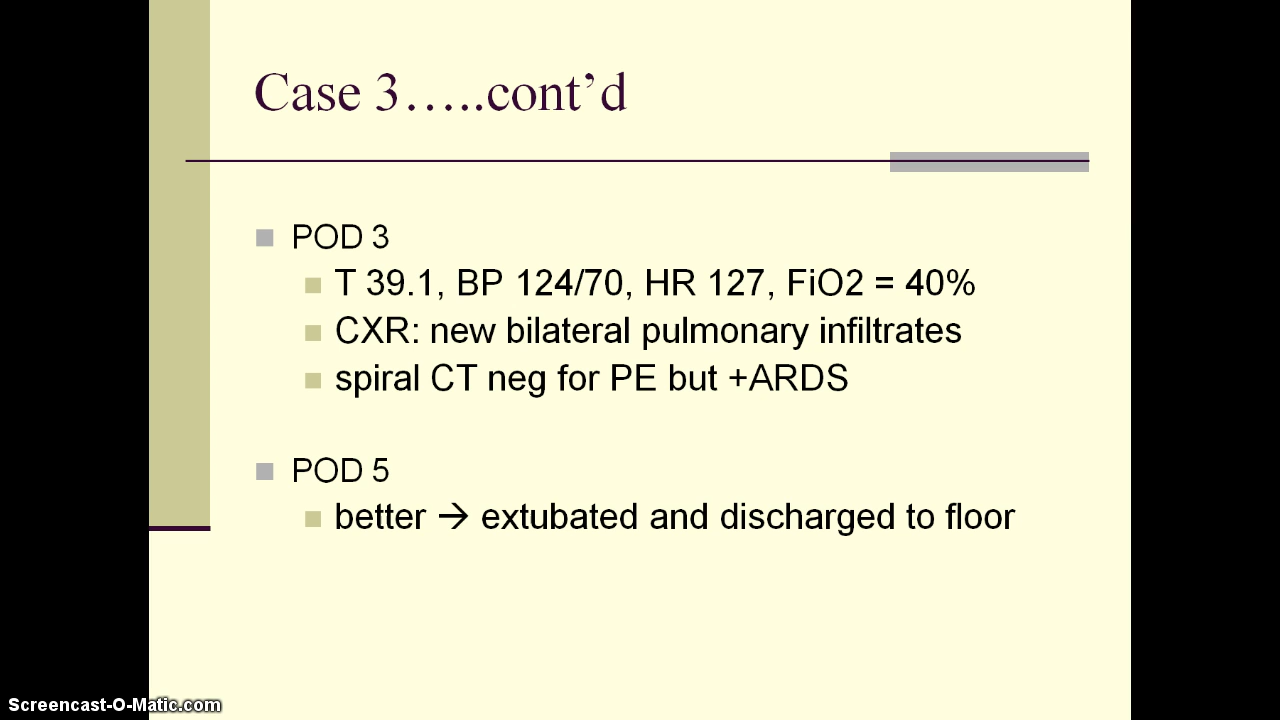 Case 3…..cont’d
POD 3
T 39.1, BP 124/70, HR 127, FiO2 = 40%
CXR: new bilateral pulmonary infiltrates
spiral CT neg for PE but +ARDS
POD 5
better → extubated and discharged to floor
Screencast-O-Matic.com